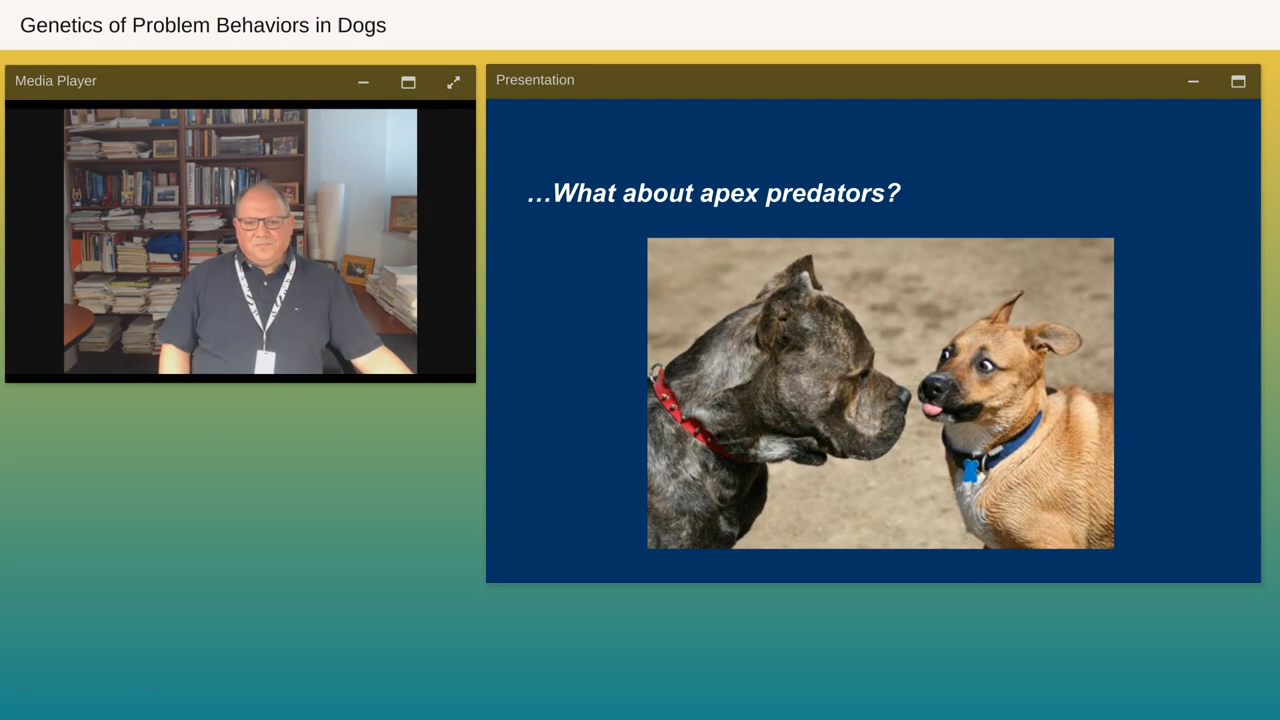 Genetics of Problem Behaviors in Dogs
Media Player
Presentation
…What about apex predators?